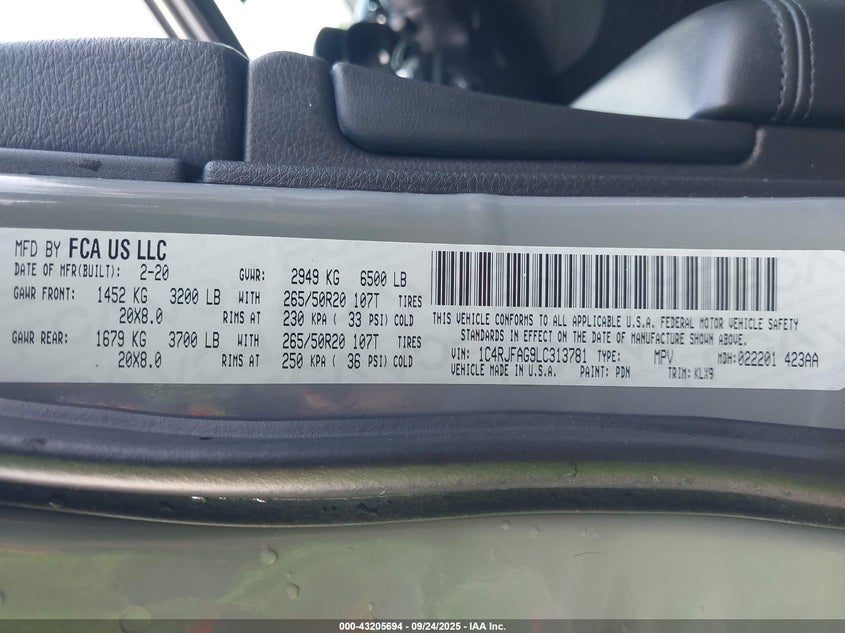 MFD BY FCA US LLC
DATE OF MFR(BUILT): 2-20 GVWR: 2949 KG 6500 LB
GAWR FRONT: 1452 KG 3200 LB WITH 265/50R20 107T TIRES
20X8.0 RIMS AT 230 KPA ( 33 PSI) COLD
GAWR REAR: 1679 KG 3700 LB WITH 265/50R20 107T TIRES
20X8.0 RIMS AT 250 KPA ( 36 PSI) COLD
THIS VEHICLE CONFORMS TO ALL APPLICABLE U.S.A. FEDERAL MOTOR VEHICLE SAFETY
STANDARDS IN EFFECT ON THE DATE OF MANUFACTURE SHOWN ABOVE.
VIN: 1C4RJFAG9LC313781 TYPE: MPV MDH: 022201 423AA
VEHICLE MADE IN U.S.A. PAINT: PDN TRIM: KLX9
000-43205694 - 09/24/2025 - IAA Inc.